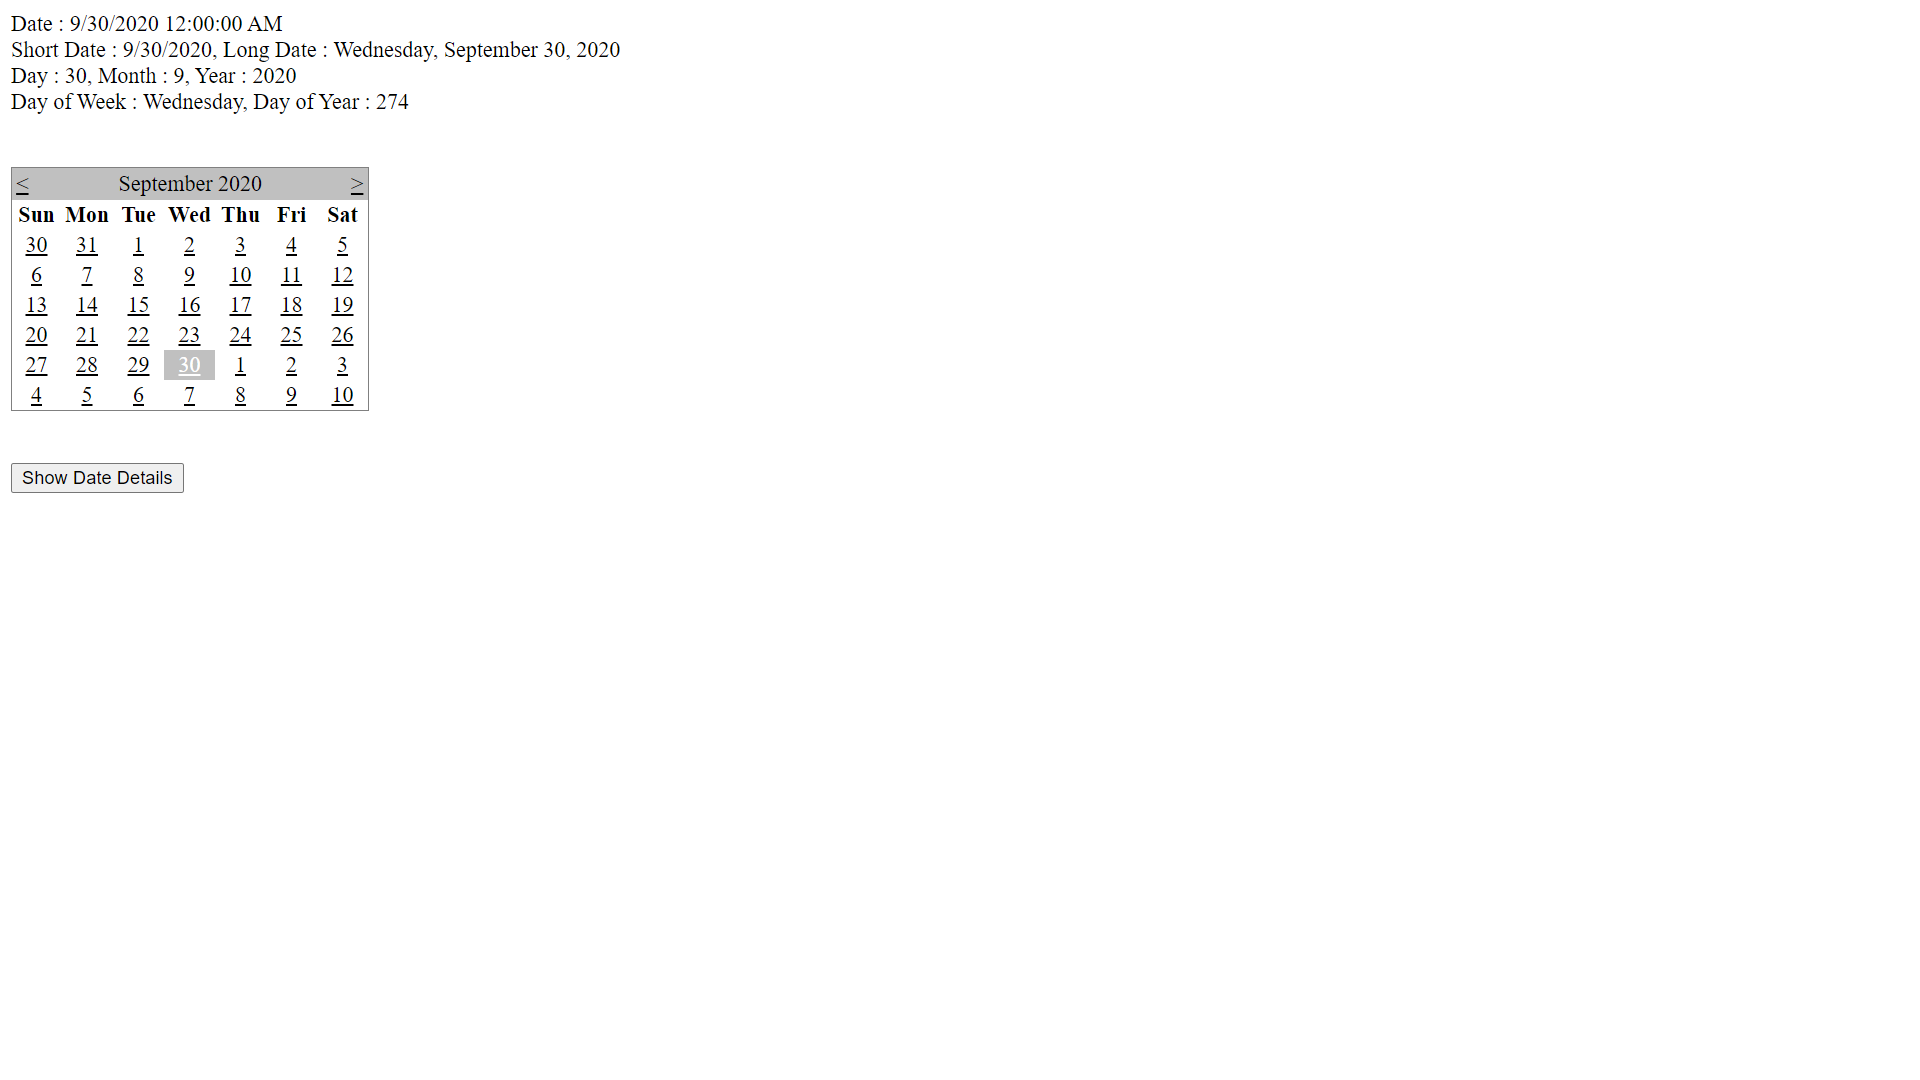 Date : 9/30/2020 12:00:00 AM
Short Date : 9/30/2020, Long Date : Wednesday, September 30, 2020
Day : 30, Month : 9, Year : 2020
Day of Week : Wednesday, Day of Year : 274
< September 2020 >
Sun Mon Tue Wed Thu Fri Sat
30 31 1 2 3 4 5
6 7 8 9 10 11 12
13 14 15 16 17 18 19
20 21 22 23 24 25 26
27 28 29 30 1 2 3
4 5 6 7 8 9 10
Show Date Details